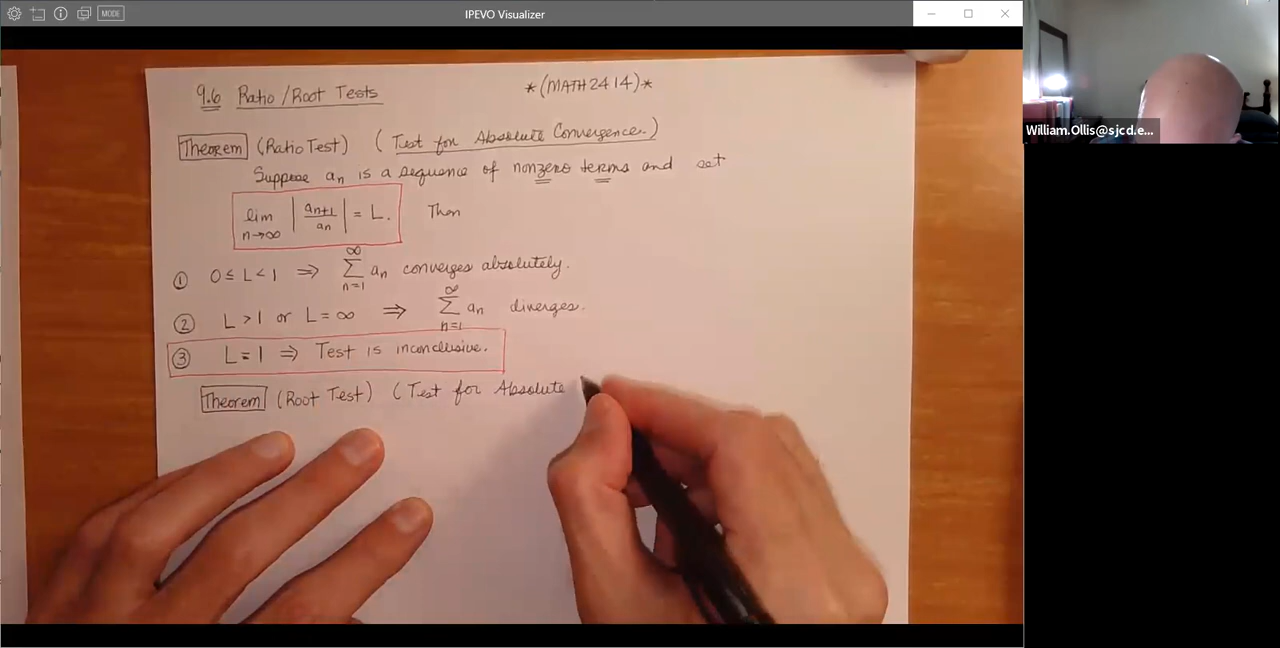 IPEVO Visualizer
MODE
William.Ollis@sjcd.e...
9.6 Ratio/Root Tests
*(MATH 2414)*
Theorem (Ratio Test) (Test for Absolute Convergence.)
Suppose an is a sequence of nonzero terms and set
lim n→∞ |an+1/an| = L. Then
① 0 ≤ L < 1 ⇒ ∞ Σ n=1 an converges absolutely.
② L > 1 or L = ∞ ⇒ ∞ Σ n=1 an diverges.
③ L = 1 ⇒ Test is inconclusive.
Theorem (Root Test) (Test for Absolute